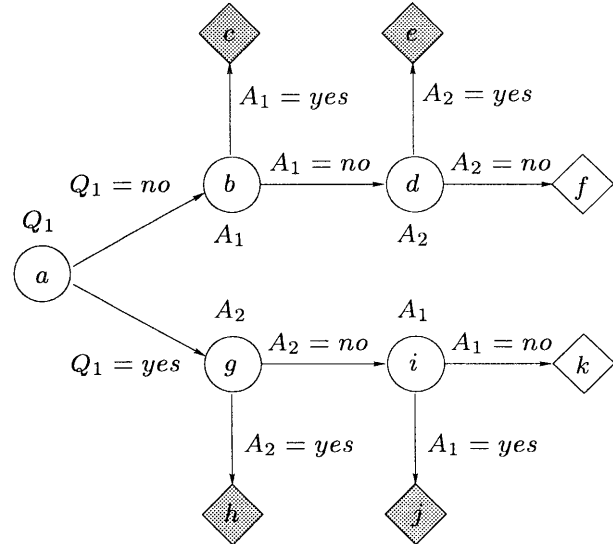 c
e
A₁ = yes
A₂ = yes
Q₁ = no
b
A₁ = no
d
A₂ = no
f
Q₁
A₁
A₂
a
A₂
A₁
Q₁ = yes
g
A₂ = no
i
A₁ = no
k
A₂ = yes
A₁ = yes
h
j